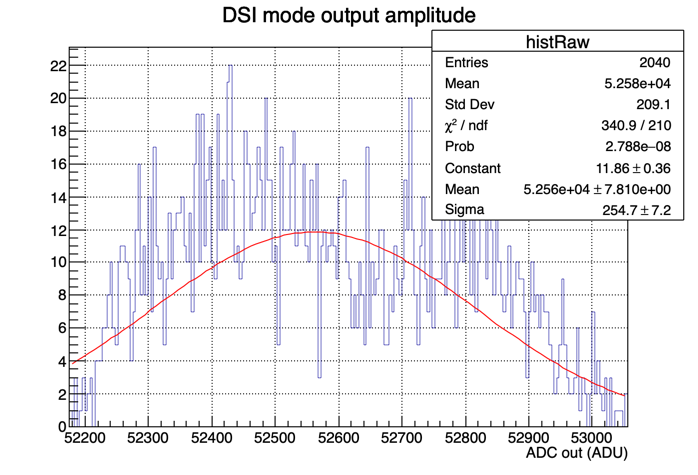 DSI mode output amplitude
histRaw
Entries 2040
Mean 5.258e+04
Std Dev 209.1
χ² / ndf 340.9 / 210
Prob 2.788e−08
Constant 11.86 ± 0.36
Mean 5.256e+04 ± 7.810e+00
Sigma 254.7 ± 7.2
22
20
18
16
14
12
10
8
6
4
2
0
52200 52300 52400 52500 52600 52700 52800 52900 53000
ADC out (ADU)